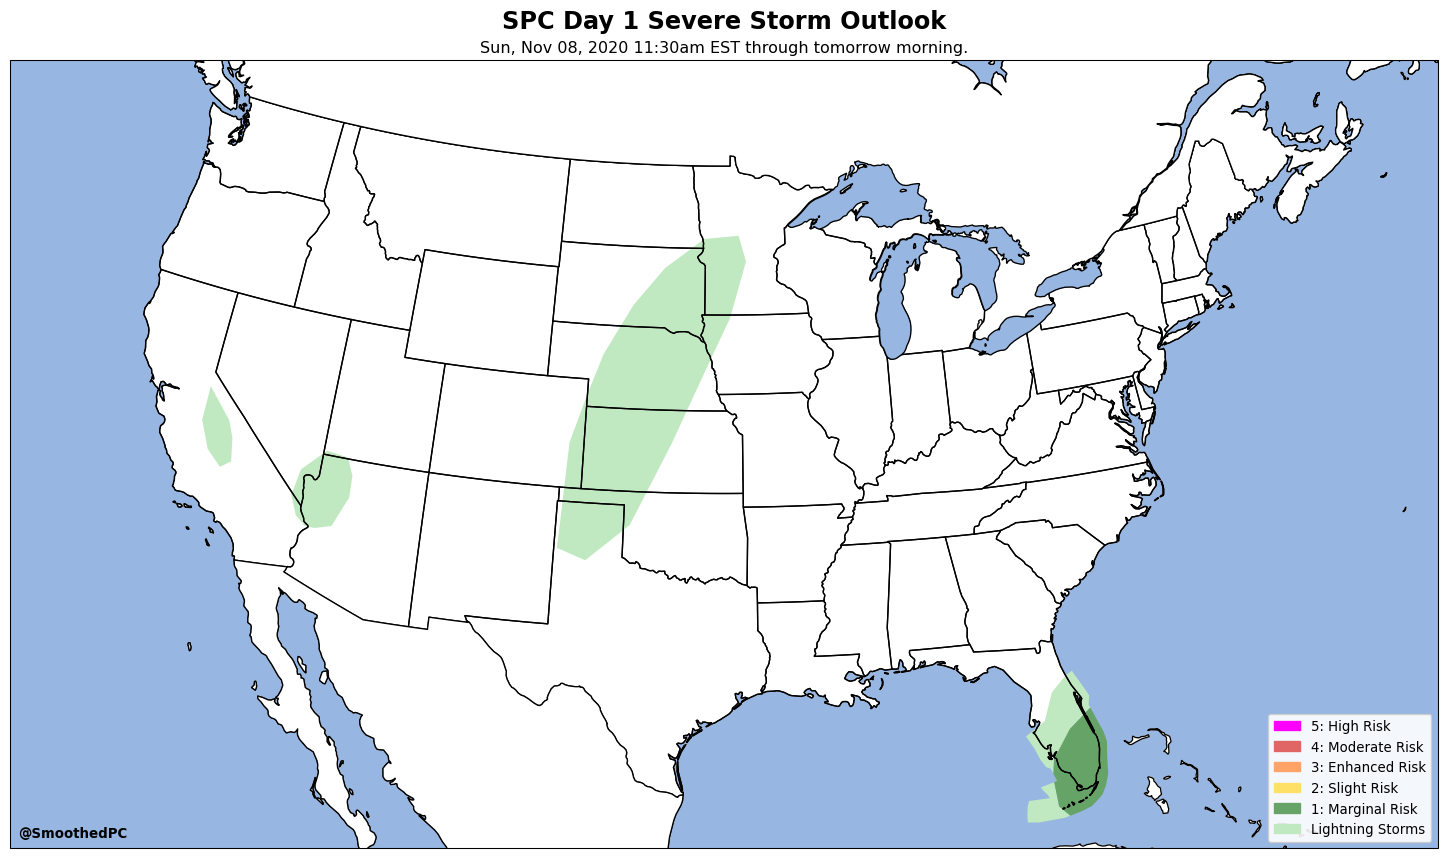 SPC Day 1 Severe Storm Outlook
Sun, Nov 08, 2020 11:30am EST through tomorrow morning.
5: High Risk
4: Moderate Risk
3: Enhanced Risk
2: Slight Risk
1: Marginal Risk
Lightning Storms
@SmoothedPC